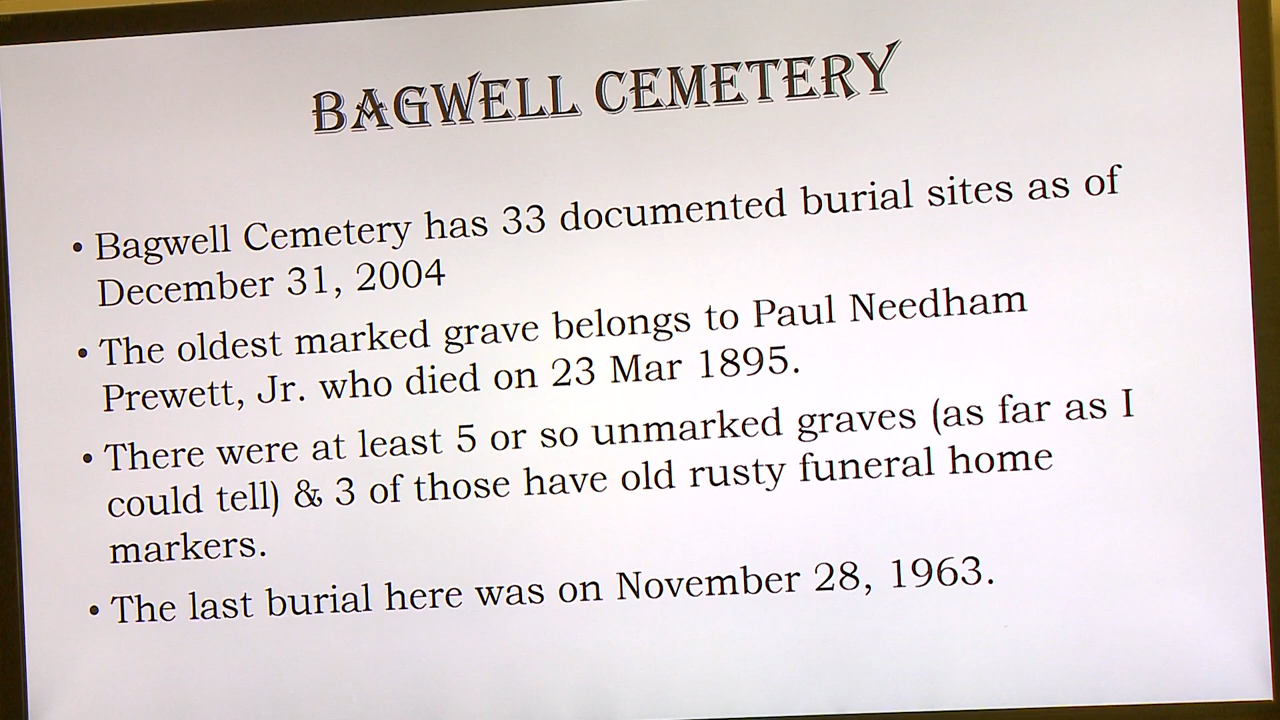 BAGWELL CEMETERY
• Bagwell Cemetery has 33 documented burial sites as of
December 31, 2004
• The oldest marked grave belongs to Paul Needham
Prewett, Jr. who died on 23 Mar 1895.
• There were at least 5 or so unmarked graves (as far as I
could tell) & 3 of those have old rusty funeral home
markers.
• The last burial here was on November 28, 1963.